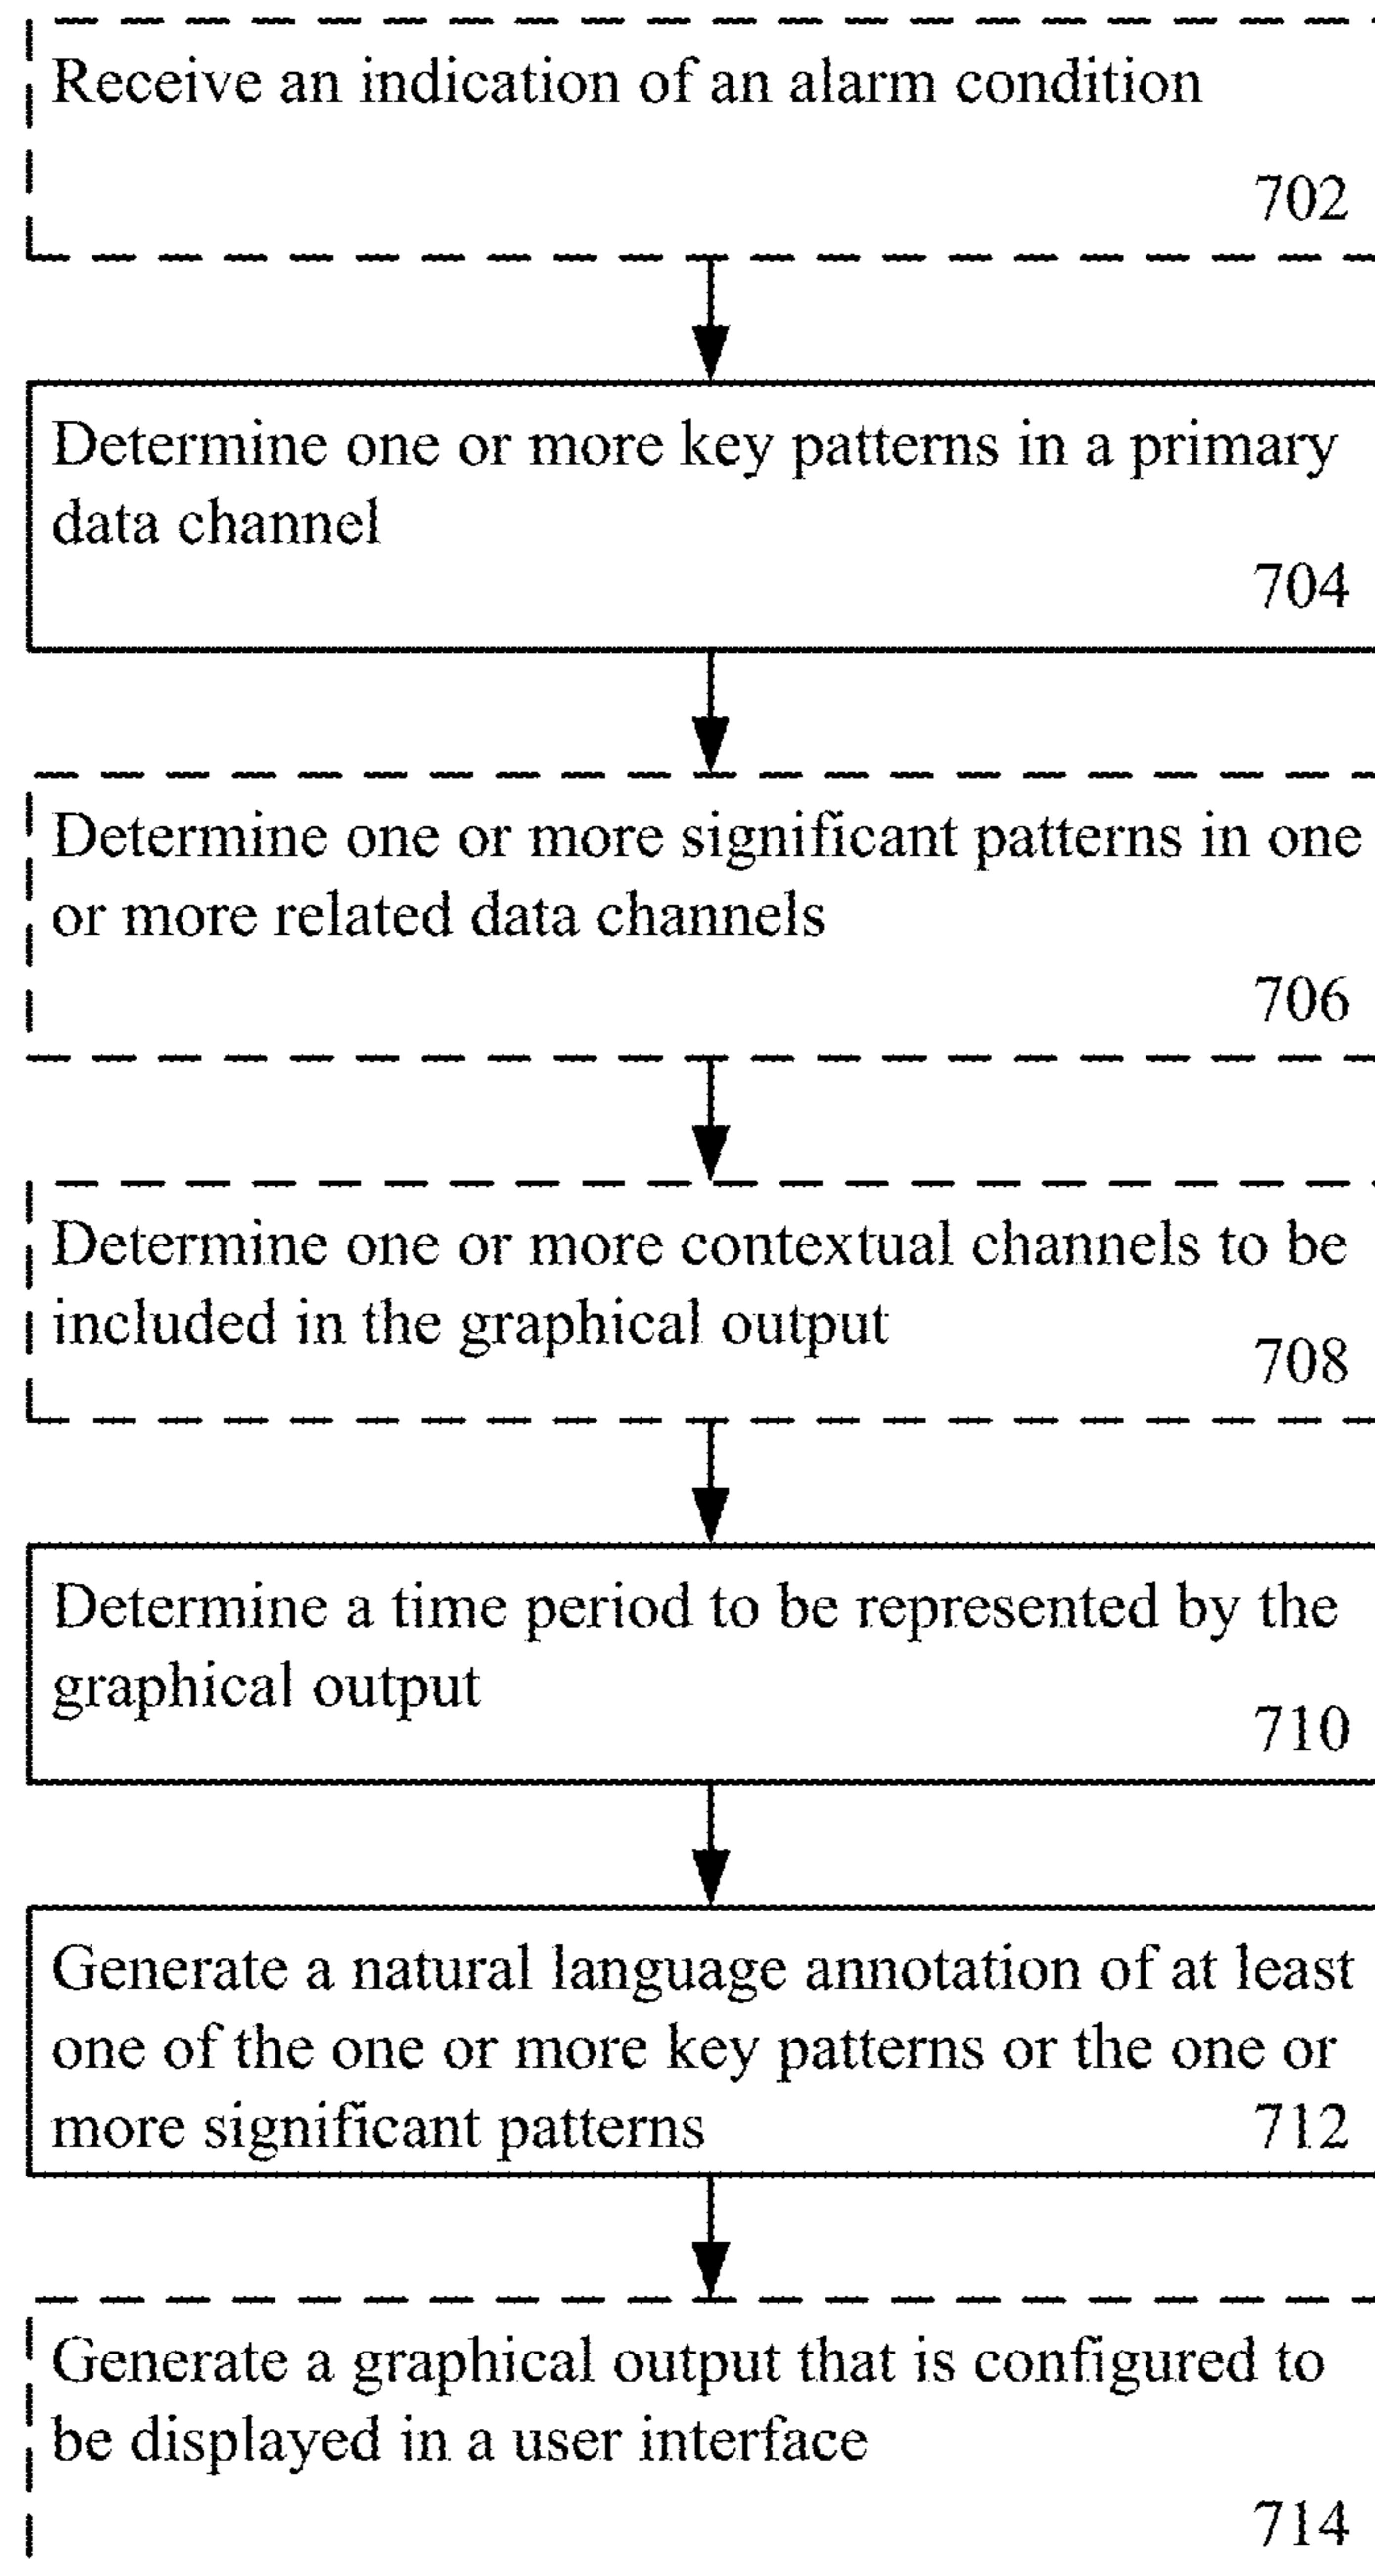 Receive an indication of an alarm condition
702
Determine one or more key patterns in a primary
data channel
704
Determine one or more significant patterns in one
or more related data channels
706
Determine one or more contextual channels to be
included in the graphical output
708
Determine a time period to be represented by the
graphical output
710
Generate a natural language annotation of at least
one of the one or more key patterns or the one or
more significant patterns
712
Generate a graphical output that is configured to
be displayed in a user interface
714